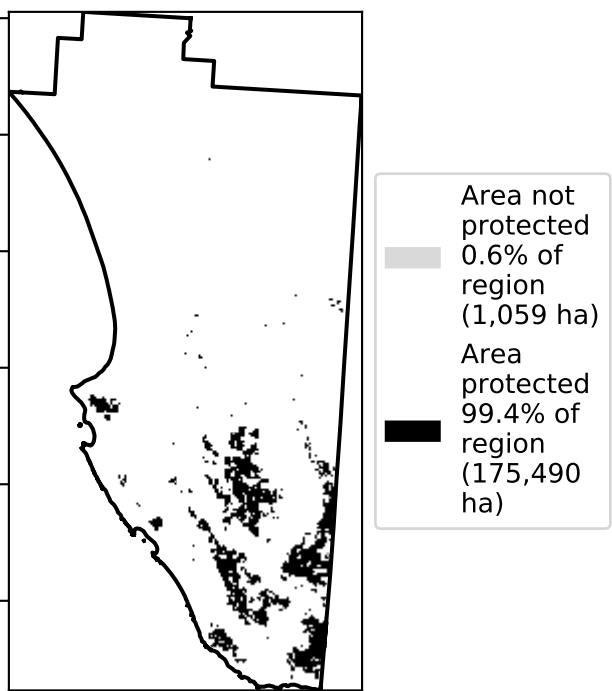 Area not
protected
0.6% of
region
(1,059 ha)
Area
protected
99.4% of
region
(175,490
ha)